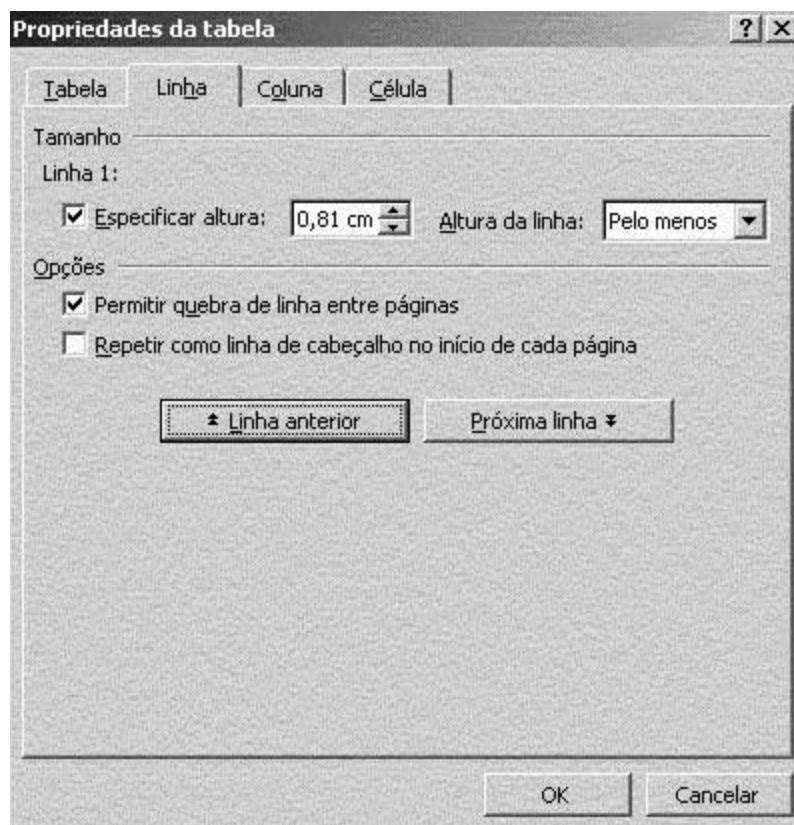 Propriedades da tabela
Tabela Linha Coluna Célula
Tamanho
Linha 1:
Especificar altura: 0,81 cm Altura da linha: Pelo menos
Opções
Permitir quebra de linha entre páginas
Repetir como linha de cabeçalho no início de cada página
Linha anterior Próxima linha
OK Cancelar